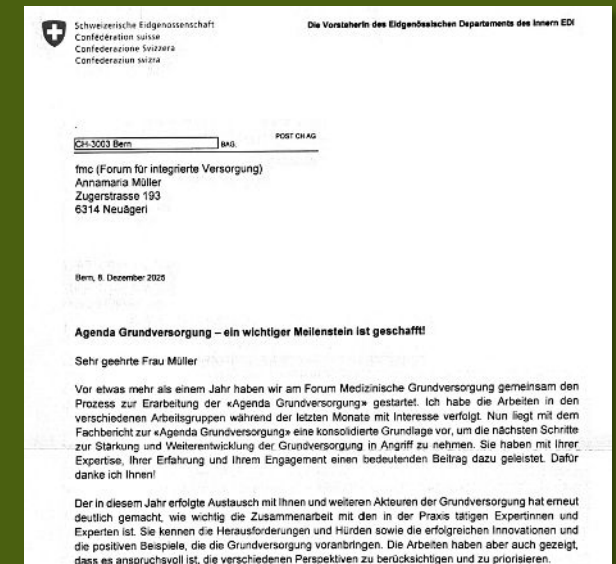 Schweizerische Eidgenossenschaft
Confédération suisse
Confederazione Svizzera
Confederaziun svizra
Die Vorsteherin des Eidgenössischen Departements des Innern EDI
CH-3003 Bern
BAG,
POST CH AG
fmc (Forum für integrierte Versorgung)
Annamaria Müller
Zugerstrasse 193
6314 Neuägeri
Bern, 8. Dezember 2025
Agenda Grundversorgung – ein wichtiger Meilenstein ist geschafft!
Sehr geehrte Frau Müller
Vor etwas mehr als einem Jahr haben wir am Forum Medizinische Grundversorgung gemeinsam den
Prozess zur Erarbeitung der «Agenda Grundversorgung» gestartet. Ich habe die Arbeiten in den
verschiedenen Arbeitsgruppen während der letzten Monate mit Interesse verfolgt. Nun liegt mit dem
Fachbericht zur «Agenda Grundversorgung» eine konsolidierte Grundlage vor, um die nächsten Schritte
zur Stärkung und Weiterentwicklung der Grundversorgung in Angriff zu nehmen. Sie haben mit Ihrer
Expertise, Ihrer Erfahrung und Ihrem Engagement einen bedeutenden Beitrag dazu geleistet. Dafür
danke ich Ihnen!
Der in diesem Jahr erfolgte Austausch mit Ihnen und weiteren Akteuren der Grundversorgung hat erneut
deutlich gemacht, wie wichtig die Zusammenarbeit mit den in der Praxis tätigen Expertinnen und
Experten ist. Sie kennen die Herausforderungen und Hürden sowie die erfolgreichen Innovationen und
die positiven Beispiele, die die Grundversorgung voranbringen. Die Arbeiten haben aber auch gezeigt,
dass es anspruchsvoll ist, die verschiedenen Perspektiven zu berücksichtigen und zu priorisieren.